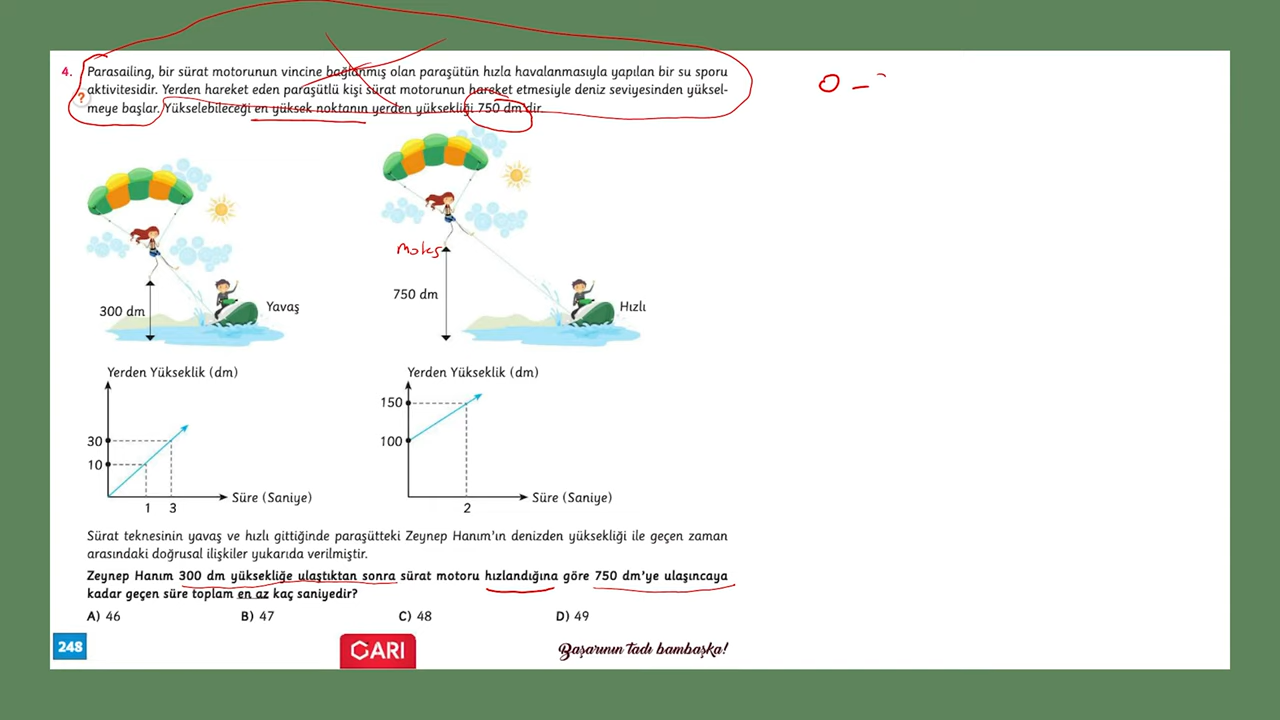 4. Parasailing, bir sürat motorunun vincine bağlanmış olan paraşütün hızla havalanmasıyla yapılan bir su sporu
aktivitesidir. Yerden hareket eden paraşütlü kişi sürat motorunun hareket etmesiyle deniz seviyesinden yüksel-
? meye başlar. Yükselebileceği en yüksek noktanın yerden yüksekliği 750 dm'dir.
0 –
300 dm
Yavaş
moles
750 dm
Hızlı
Yerden Yükseklik (dm)
30
10
1 3
Süre (Saniye)
Yerden Yükseklik (dm)
150
100
2
Süre (Saniye)
Sürat teknesinin yavaş ve hızlı gittiğinde paraşütteki Zeynep Hanım'ın denizden yüksekliği ile geçen zaman
arasındaki doğrusal ilişkiler yukarıda verilmiştir.
Zeynep Hanım 300 dm yüksekliğe ulaştıktan sonra sürat motoru hızlandığına göre 750 dm'ye ulaşıncaya
kadar geçen süre toplam en az kaç saniyedir?
A) 46 B) 47 C) 48 D) 49
248
ARI
Başarının tadı bambaşka!